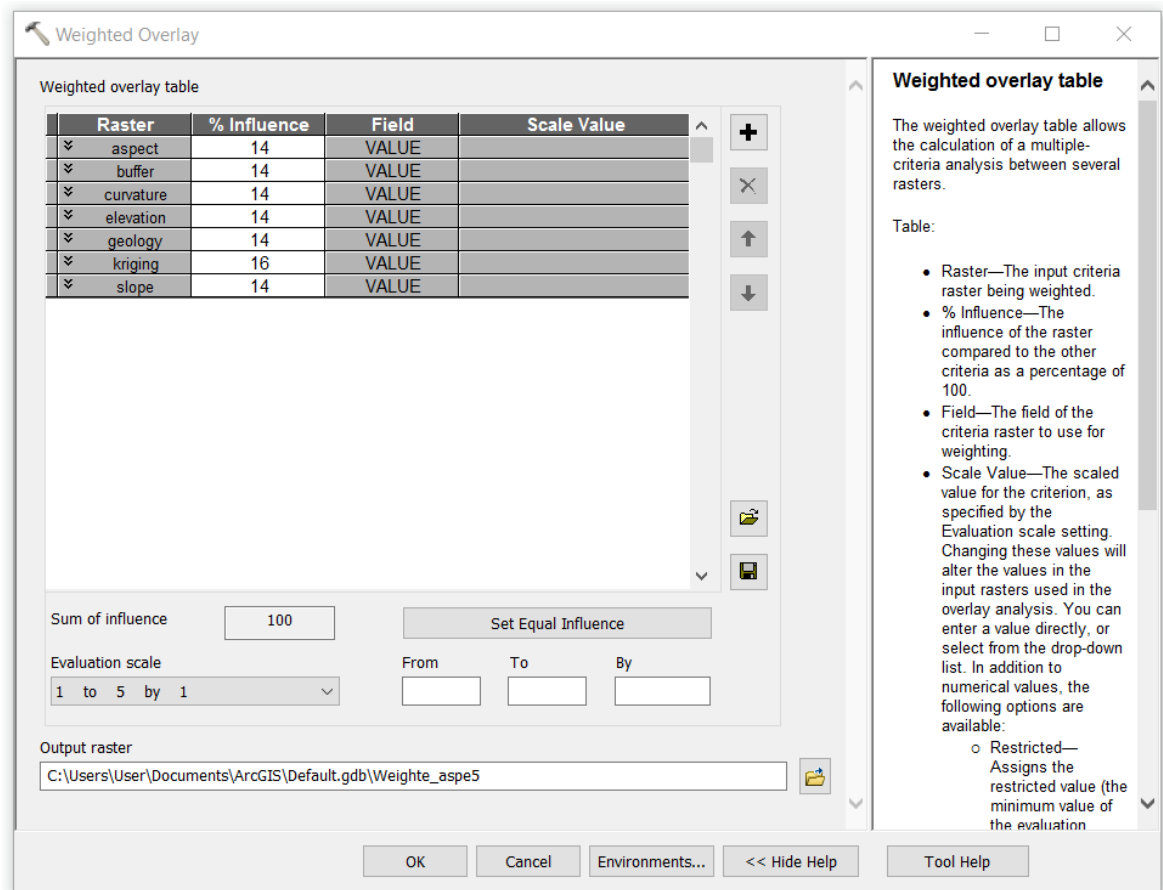 Weighted Overlay
Weighted overlay table
Raster % Influence Field Scale Value
aspect 14 VALUE
buffer 14 VALUE
curvature 14 VALUE
elevation 14 VALUE
geology 14 VALUE
kriging 16 VALUE
slope 14 VALUE
Sum of influence 100 Set Equal Influence
Evaluation scale From To By
1 to 5 by 1
Output raster
C:\Users\User\Documents\ArcGIS\Default.gdb\Weighte_aspe5
OK Cancel Environments... << Hide Help Tool Help
Weighted overlay table
The weighted overlay table allows
the calculation of a multiple-
criteria analysis between several
rasters.
Table:
• Raster—The input criteria
raster being weighted.
• % Influence—The
influence of the raster
compared to the other
criteria as a percentage of
100.
• Field—The field of the
criteria raster to use for
weighting.
• Scale Value—The scaled
value for the criterion, as
specified by the
Evaluation scale setting.
Changing these values will
alter the values in the
input rasters used in the
overlay analysis. You can
enter a value directly, or
select from the drop-down
list. In addition to
numerical values, the
following options are
available:
○ Restricted—
Assigns the
restricted value (the
minimum value of
the evaluation